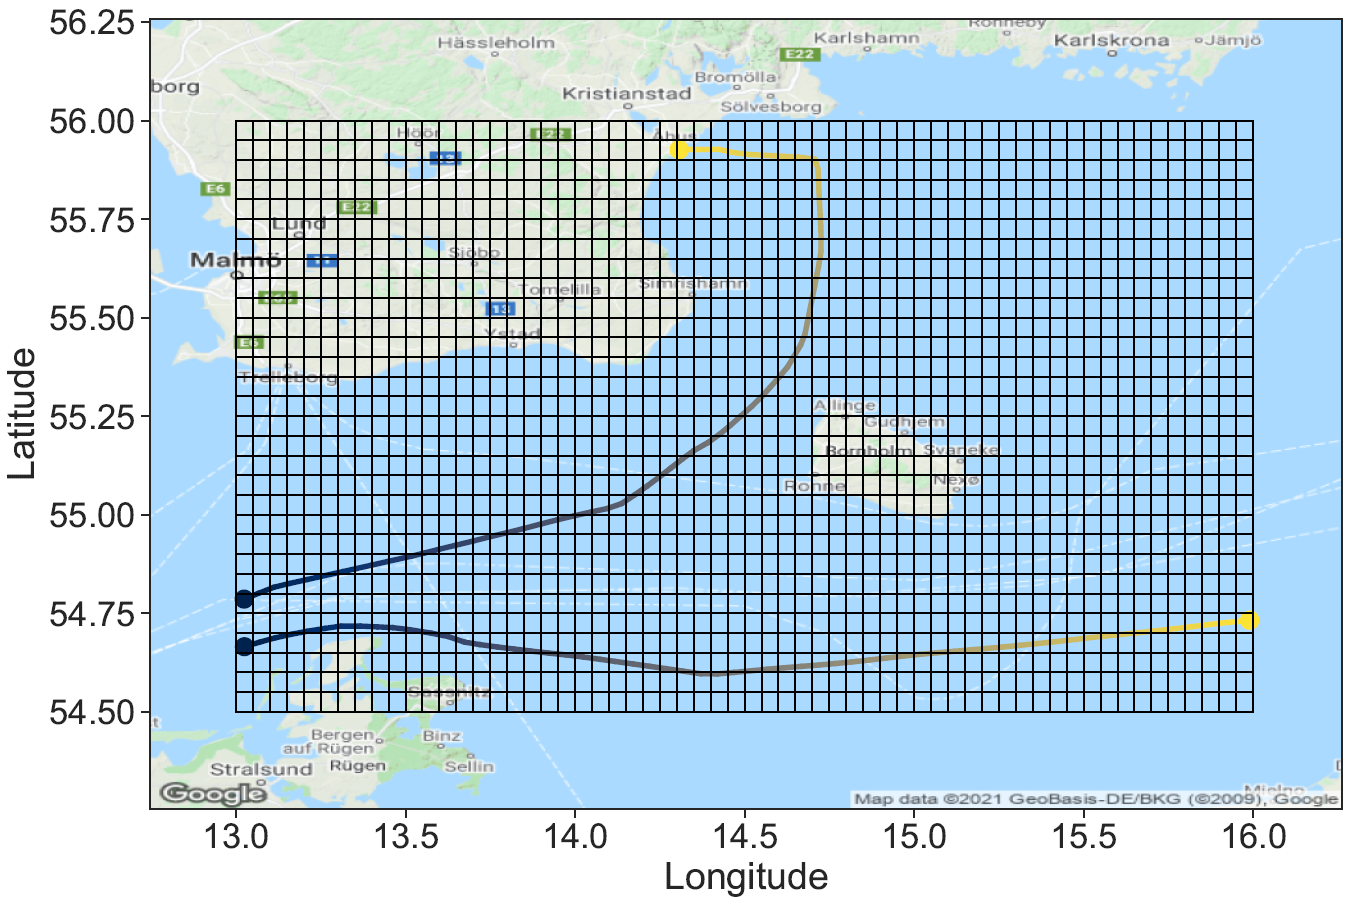 56.25
56.00
55.75
55.50
55.25
55.00
54.75
54.50
Latitude
13.0 13.5 14.0 14.5 15.0 15.5 16.0
Longitude
Ronneby
Hässleholm
Karlshamn
Karlskrona
Jämjö
E22
borg
Bromölla
Kristianstad
Sölvesborg
Höör
E22
Åhus
13
E6
E22
Lund
Malmö
Sjöbo
Simrishamn
Tomelilla
13
Ystad
E6
Trelleborg
Allinge
Gudhjem
Bornholm
Svaneke
Nexø
Rønne
Sassnitz
t
Bergen
auf Rügen
Binz
Stralsund
Rügen
Sellin
Google
Mielno
Map data ©2021 GeoBasis-DE/BKG (©2009), Google